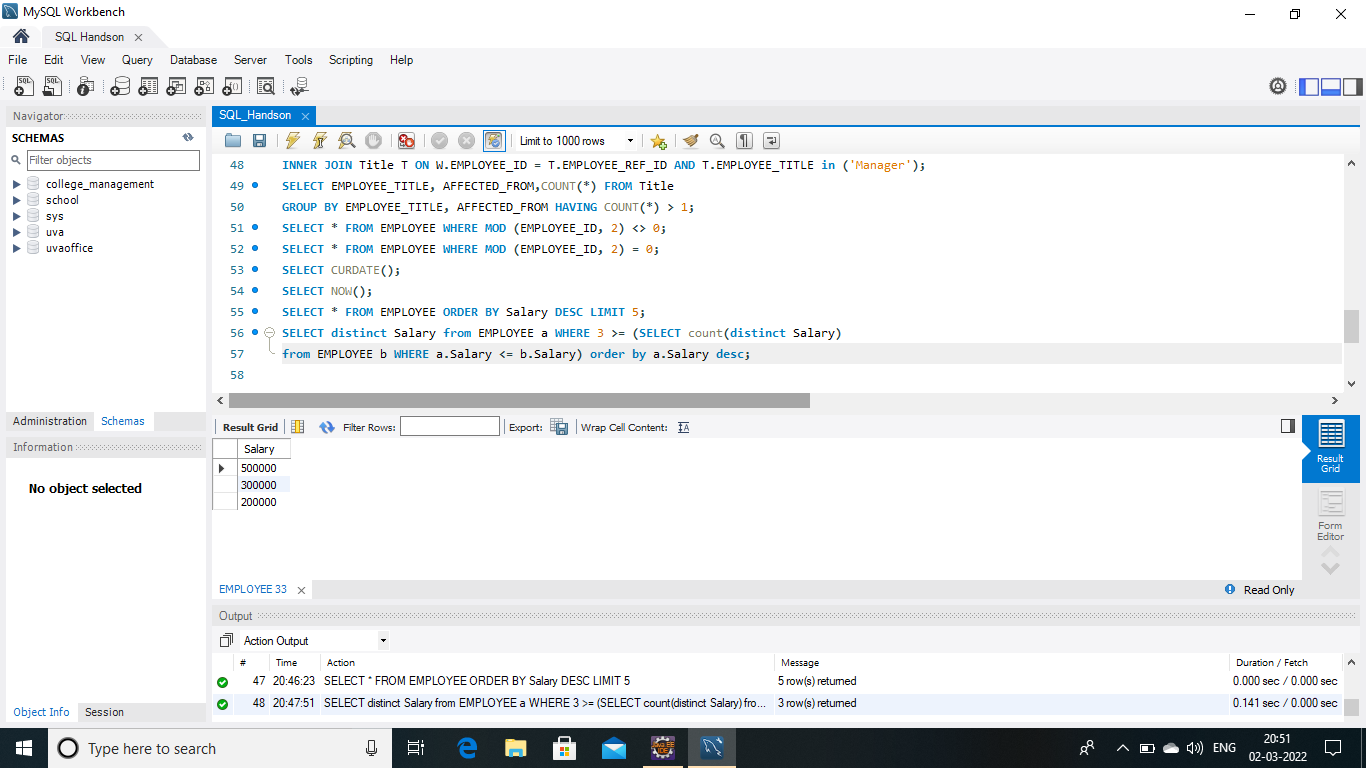 MySQL Workbench
SQL Handson
File Edit View Query Database Server Tools Scripting Help
Navigator
SCHEMAS
Filter objects
college_management
school
sys
uva
uvaoffice
Administration Schemas
Information
No object selected
Object Info Session
SQL_Handson
Limit to 1000 rows
48 INNER JOIN Title T ON W.EMPLOYEE_ID = T.EMPLOYEE_REF_ID AND T.EMPLOYEE_TITLE in ('Manager');
49 SELECT EMPLOYEE_TITLE, AFFECTED_FROM,COUNT(*) FROM Title
50 GROUP BY EMPLOYEE_TITLE, AFFECTED_FROM HAVING COUNT(*) > 1;
51 SELECT * FROM EMPLOYEE WHERE MOD (EMPLOYEE_ID, 2) <> 0;
52 SELECT * FROM EMPLOYEE WHERE MOD (EMPLOYEE_ID, 2) = 0;
53 SELECT CURDATE();
54 SELECT NOW();
55 SELECT * FROM EMPLOYEE ORDER BY Salary DESC LIMIT 5;
56 SELECT distinct Salary from EMPLOYEE a WHERE 3 >= (SELECT count(distinct Salary)
57 from EMPLOYEE b WHERE a.Salary <= b.Salary) order by a.Salary desc;
58
Result Grid Filter Rows: Export: Wrap Cell Content:
Salary
500000
300000
200000
Result
Grid
Form
Editor
EMPLOYEE 33 Read Only
Output
Action Output
# Time Action Message Duration / Fetch
47 20:46:23 SELECT * FROM EMPLOYEE ORDER BY Salary DESC LIMIT 5 5 row(s) returned 0.000 sec / 0.000 sec
48 20:47:51 SELECT distinct Salary from EMPLOYEE a WHERE 3 >= (SELECT count(distinct Salary) fro... 3 row(s) returned 0.141 sec / 0.000 sec
Type here to search
ENG
20:51
02-03-2022